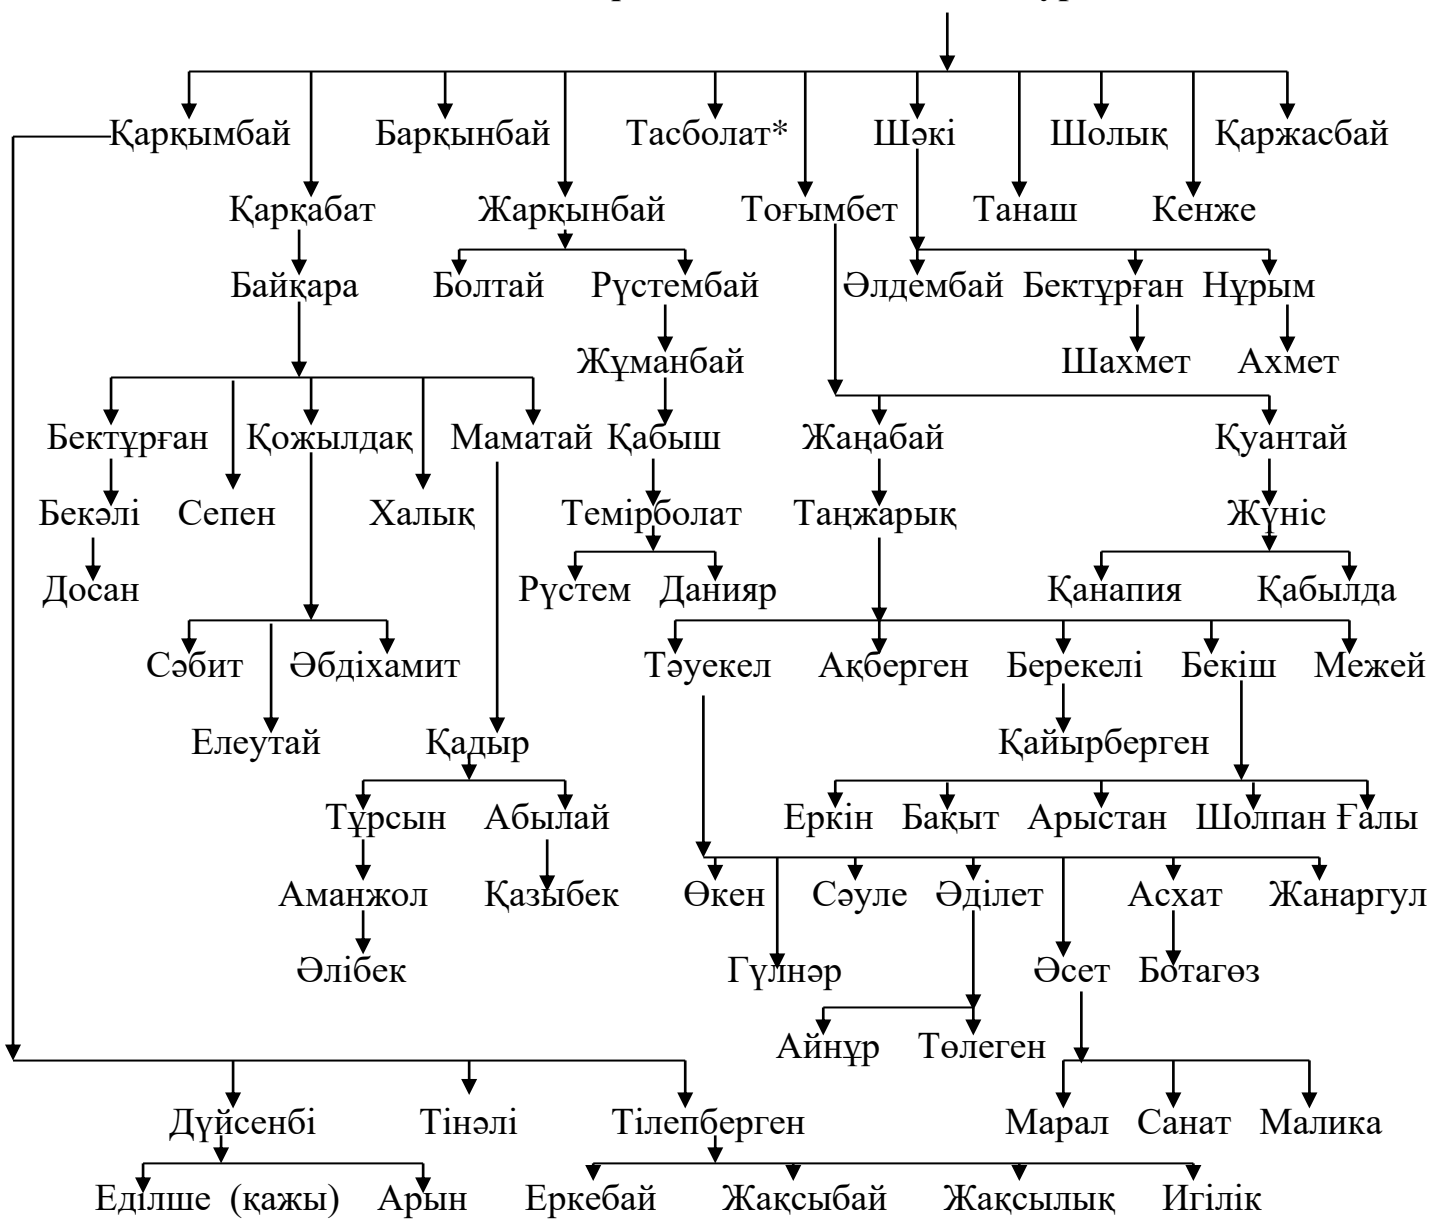 Қарқымбай Барқынбай Тасболат* Шәкі Шолық Қаржасбай
Қарқабат Жарқынбай Тоғымбет Танаш Кенже
Байқара Болтай Рүстембай Әлдембай Бектұрған Нұрым
Жұманбай Шахмет Ахмет
Бектұрған Қожылдақ Маматай Қабыш Жаңабай Қуантай
Бекәлі Сепен Халық Темірболат Таңжарық Жүніс
Досан Рүстем Данияр Қанапия Қабылда
Сәбит Әбдіхамит Тәуекел Ақберген Берекелі Бекіш Межей
Елеутай Қадыр Қайырберген
Тұрсын Абылай Еркін Бақыт Арыстан Шолпан Ғалы
Аманжол Қазыбек Өкен Сәуле Әділет Асхат Жанаргул
Әлібек Гүлнәр Әсет Ботагөз
Айнұр Төлеген
Дүйсенбі Тінәлі Тілепберген Марал Санат Малика
Еділше (қажы) Арын Еркебай Жақсыбай Жақсылық Игілік